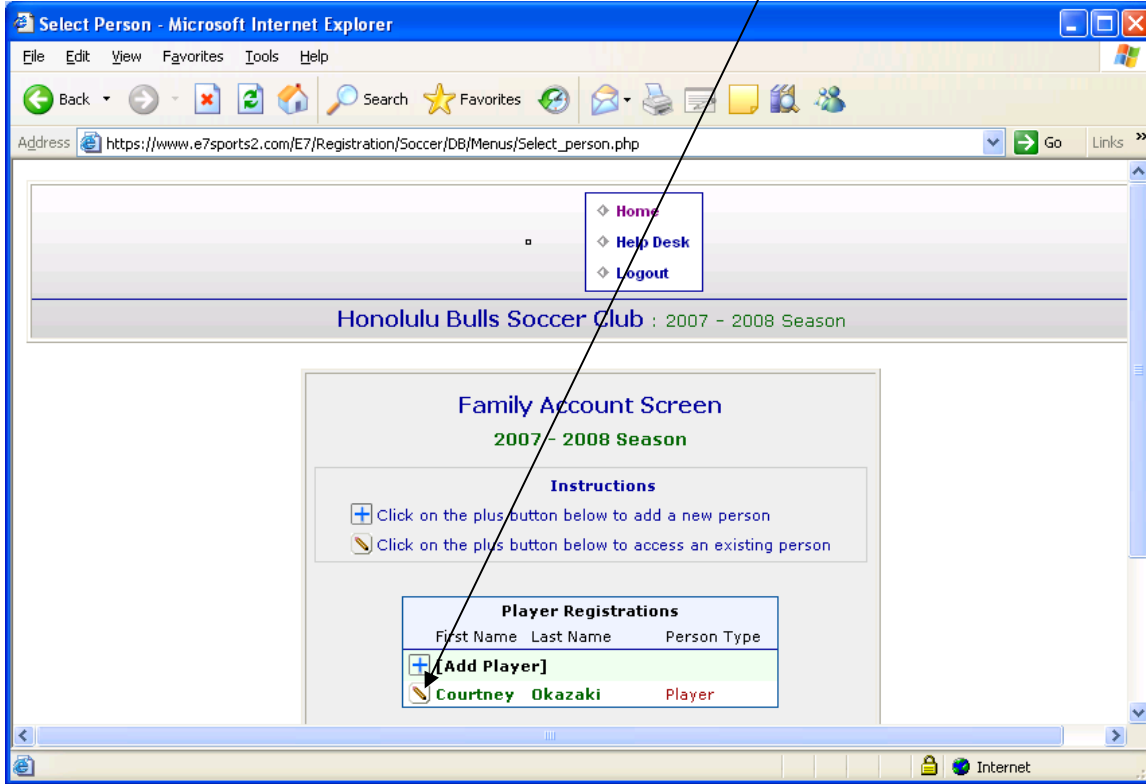 Select Person - Microsoft Internet Explorer
File Edit View Favorites Tools Help
Back Search Favorites
Address https://www.e7sports2.com/E7/Registration/Soccer/DB/Menus/Select_person.php Go Links »
Home
Help Desk
Logout
Honolulu Bulls Soccer Club : 2007 - 2008 Season
Family Account Screen
2007 - 2008 Season
Instructions
Click on the plus button below to add a new person
Click on the plus button below to access an existing person
Player Registrations
First Name Last Name Person Type
[Add Player]
Courtney Okazaki Player
Internet